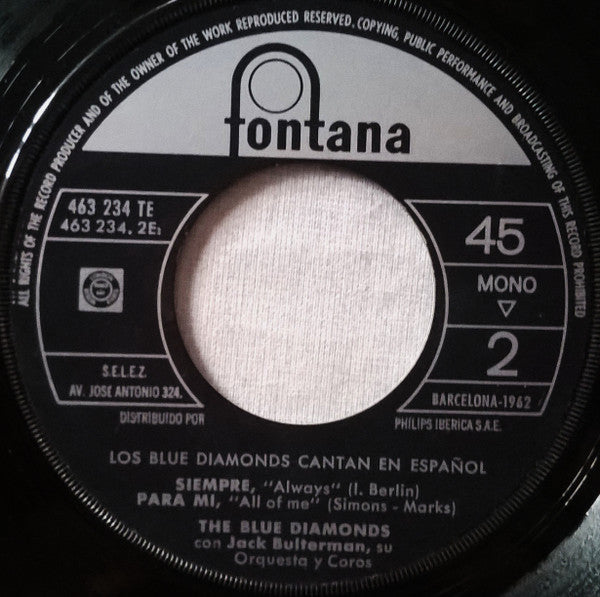 ALL RIGHTS OF THE RECORD PRODUCER AND OF THE OWNER OF THE WORK REPRODUCED RESERVED. COPYING, PUBLIC PERFORMANCE AND BROADCASTING OF THIS RECORD PROHIBITED
fontana
463 234 TE
463 234. 2E₂
45
MONO
2
S.E.L.E.Z.
AV. JOSE ANTONIO 324.
BARCELONA-1962
DISTRIBUIDO POR
PHILIPS IBERICA S.A.E.
LOS BLUE DIAMONDS CANTAN EN ESPAÑOL
SIEMPRE, "Always" (I. Berlin)
PARA MI, "All of me" (Simons - Marks)
THE BLUE DIAMONDS
con Jack Bulterman, su
Orquesta y Coros